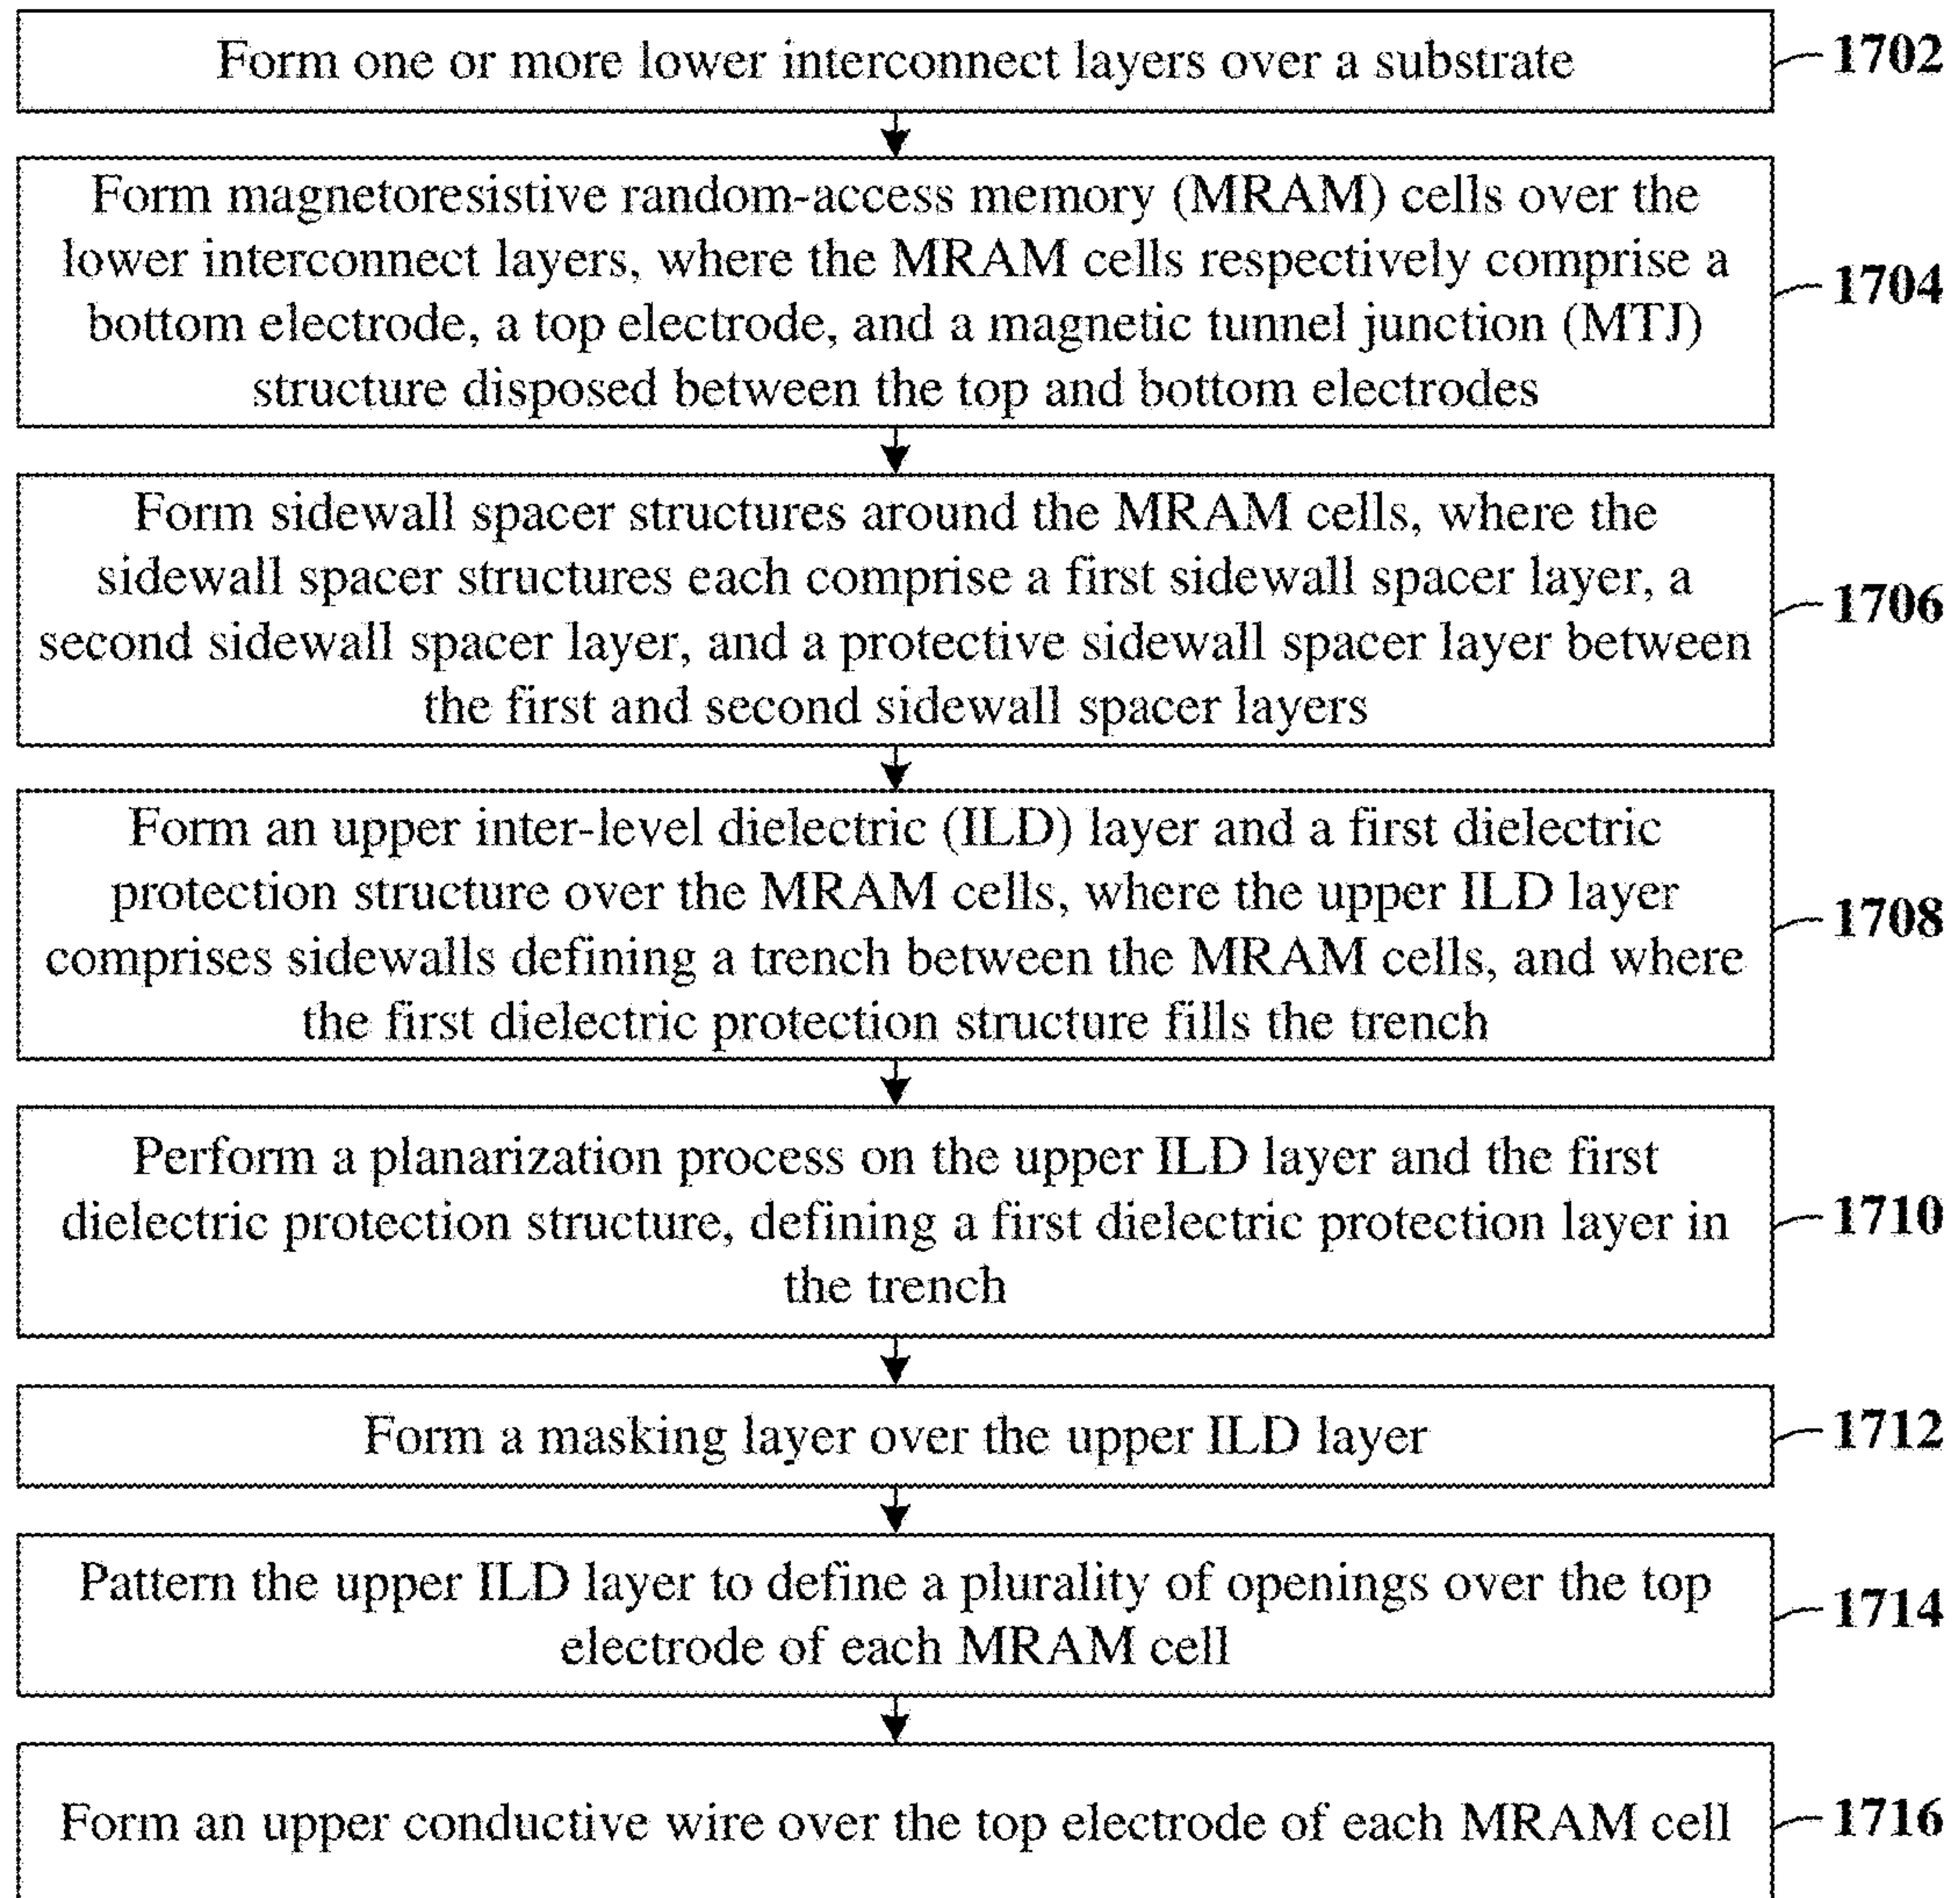 Form one or more lower interconnect layers over a substrate
1702
Form magnetoresistive random-access memory (MRAM) cells over the
lower interconnect layers, where the MRAM cells respectively comprise a
bottom electrode, a top electrode, and a magnetic tunnel junction (MTJ)
structure disposed between the top and bottom electrodes
1704
Form sidewall spacer structures around the MRAM cells, where the
sidewall spacer structures each comprise a first sidewall spacer layer, a
second sidewall spacer layer, and a protective sidewall spacer layer between
the first and second sidewall spacer layers
1706
Form an upper inter-level dielectric (ILD) layer and a first dielectric
protection structure over the MRAM cells, where the upper ILD layer
comprises sidewalls defining a trench between the MRAM cells, and where
the first dielectric protection structure fills the trench
1708
Perform a planarization process on the upper ILD layer and the first
dielectric protection structure, defining a first dielectric protection layer in
the trench
1710
Form a masking layer over the upper ILD layer
1712
Pattern the upper ILD layer to define a plurality of openings over the top
electrode of each MRAM cell
1714
Form an upper conductive wire over the top electrode of each MRAM cell
1716